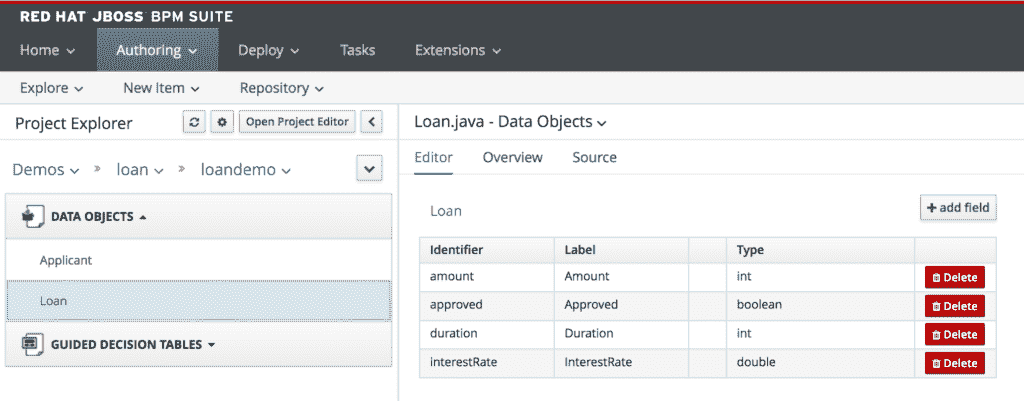 RED HAT JBOSS BPM SUITE
Home Authoring Deploy Tasks Extensions
Explore New Item Repository
Project Explorer Open Project Editor
Demos » loan » loandemo
DATA OBJECTS
Applicant
Loan
GUIDED DECISION TABLES
Loan.java - Data Objects
Editor Overview Source
Loan + add field
Identifier Label Type
amount Amount int Delete
approved Approved boolean Delete
duration Duration int Delete
interestRate InterestRate double Delete